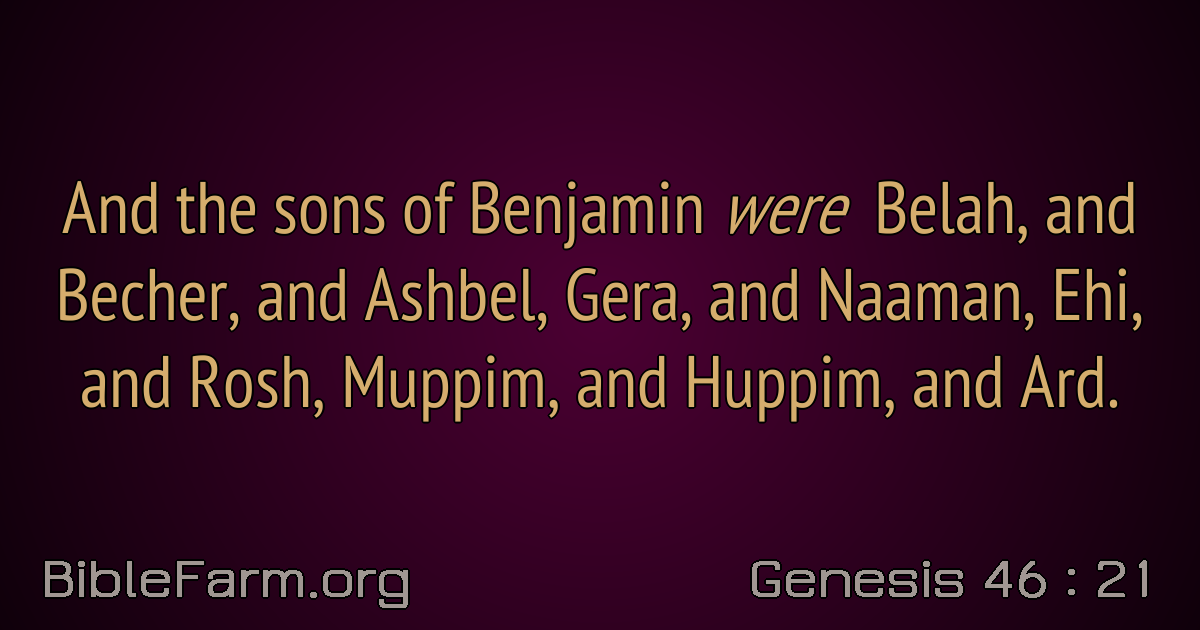 And the sons of Benjamin were Belah, and
Becher, and Ashbel, Gera, and Naaman, Ehi,
and Rosh, Muppim, and Huppim, and Ard.
BibleFarm.org
Genesis 46 : 21